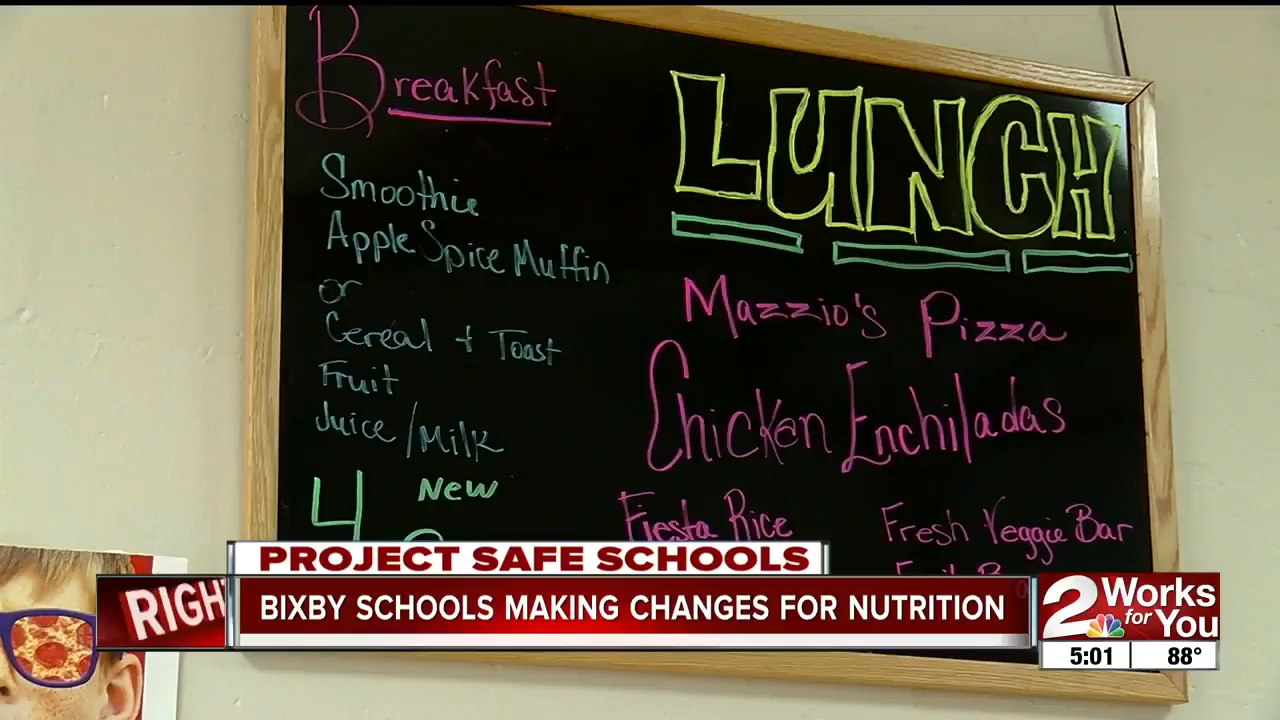 Breakfast
Smoothie
Apple Spice Muffin
or
Cereal + Toast
Fruit
Juice/Milk
4 New
LUNCH
Mazzio's Pizza
Chicken Enchiladas
Fiesta Rice
Fresh Veggie Bar
PROJECT SAFE SCHOOLS
RIGH
BIXBY SCHOOLS MAKING CHANGES FOR NUTRITION
2 Works for You
5:01 88°